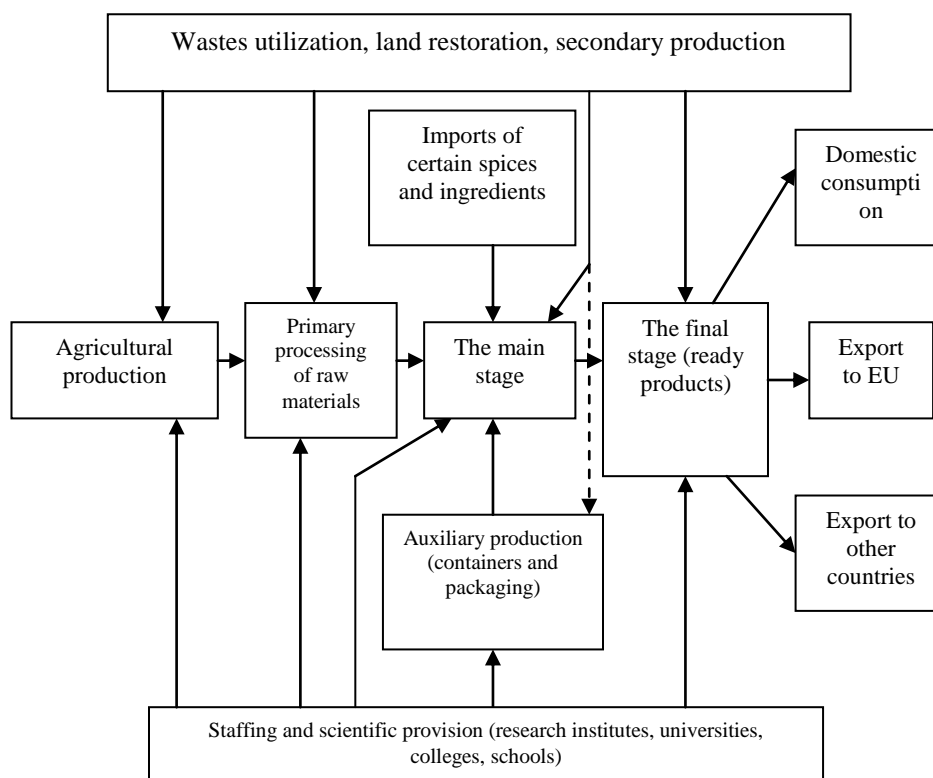 Wastes utilization, land restoration, secondary production
Imports of
certain spices
and ingredients
Domestic
consumpti
on
Agricultural
production
Primary
processing
of raw
materials
The main
stage
The final
stage (ready
products)
Export
to EU
Auxiliary production
(containers and
packaging)
Export to
other
countries
Staffing and scientific provision (research institutes, universities,
colleges, schools)